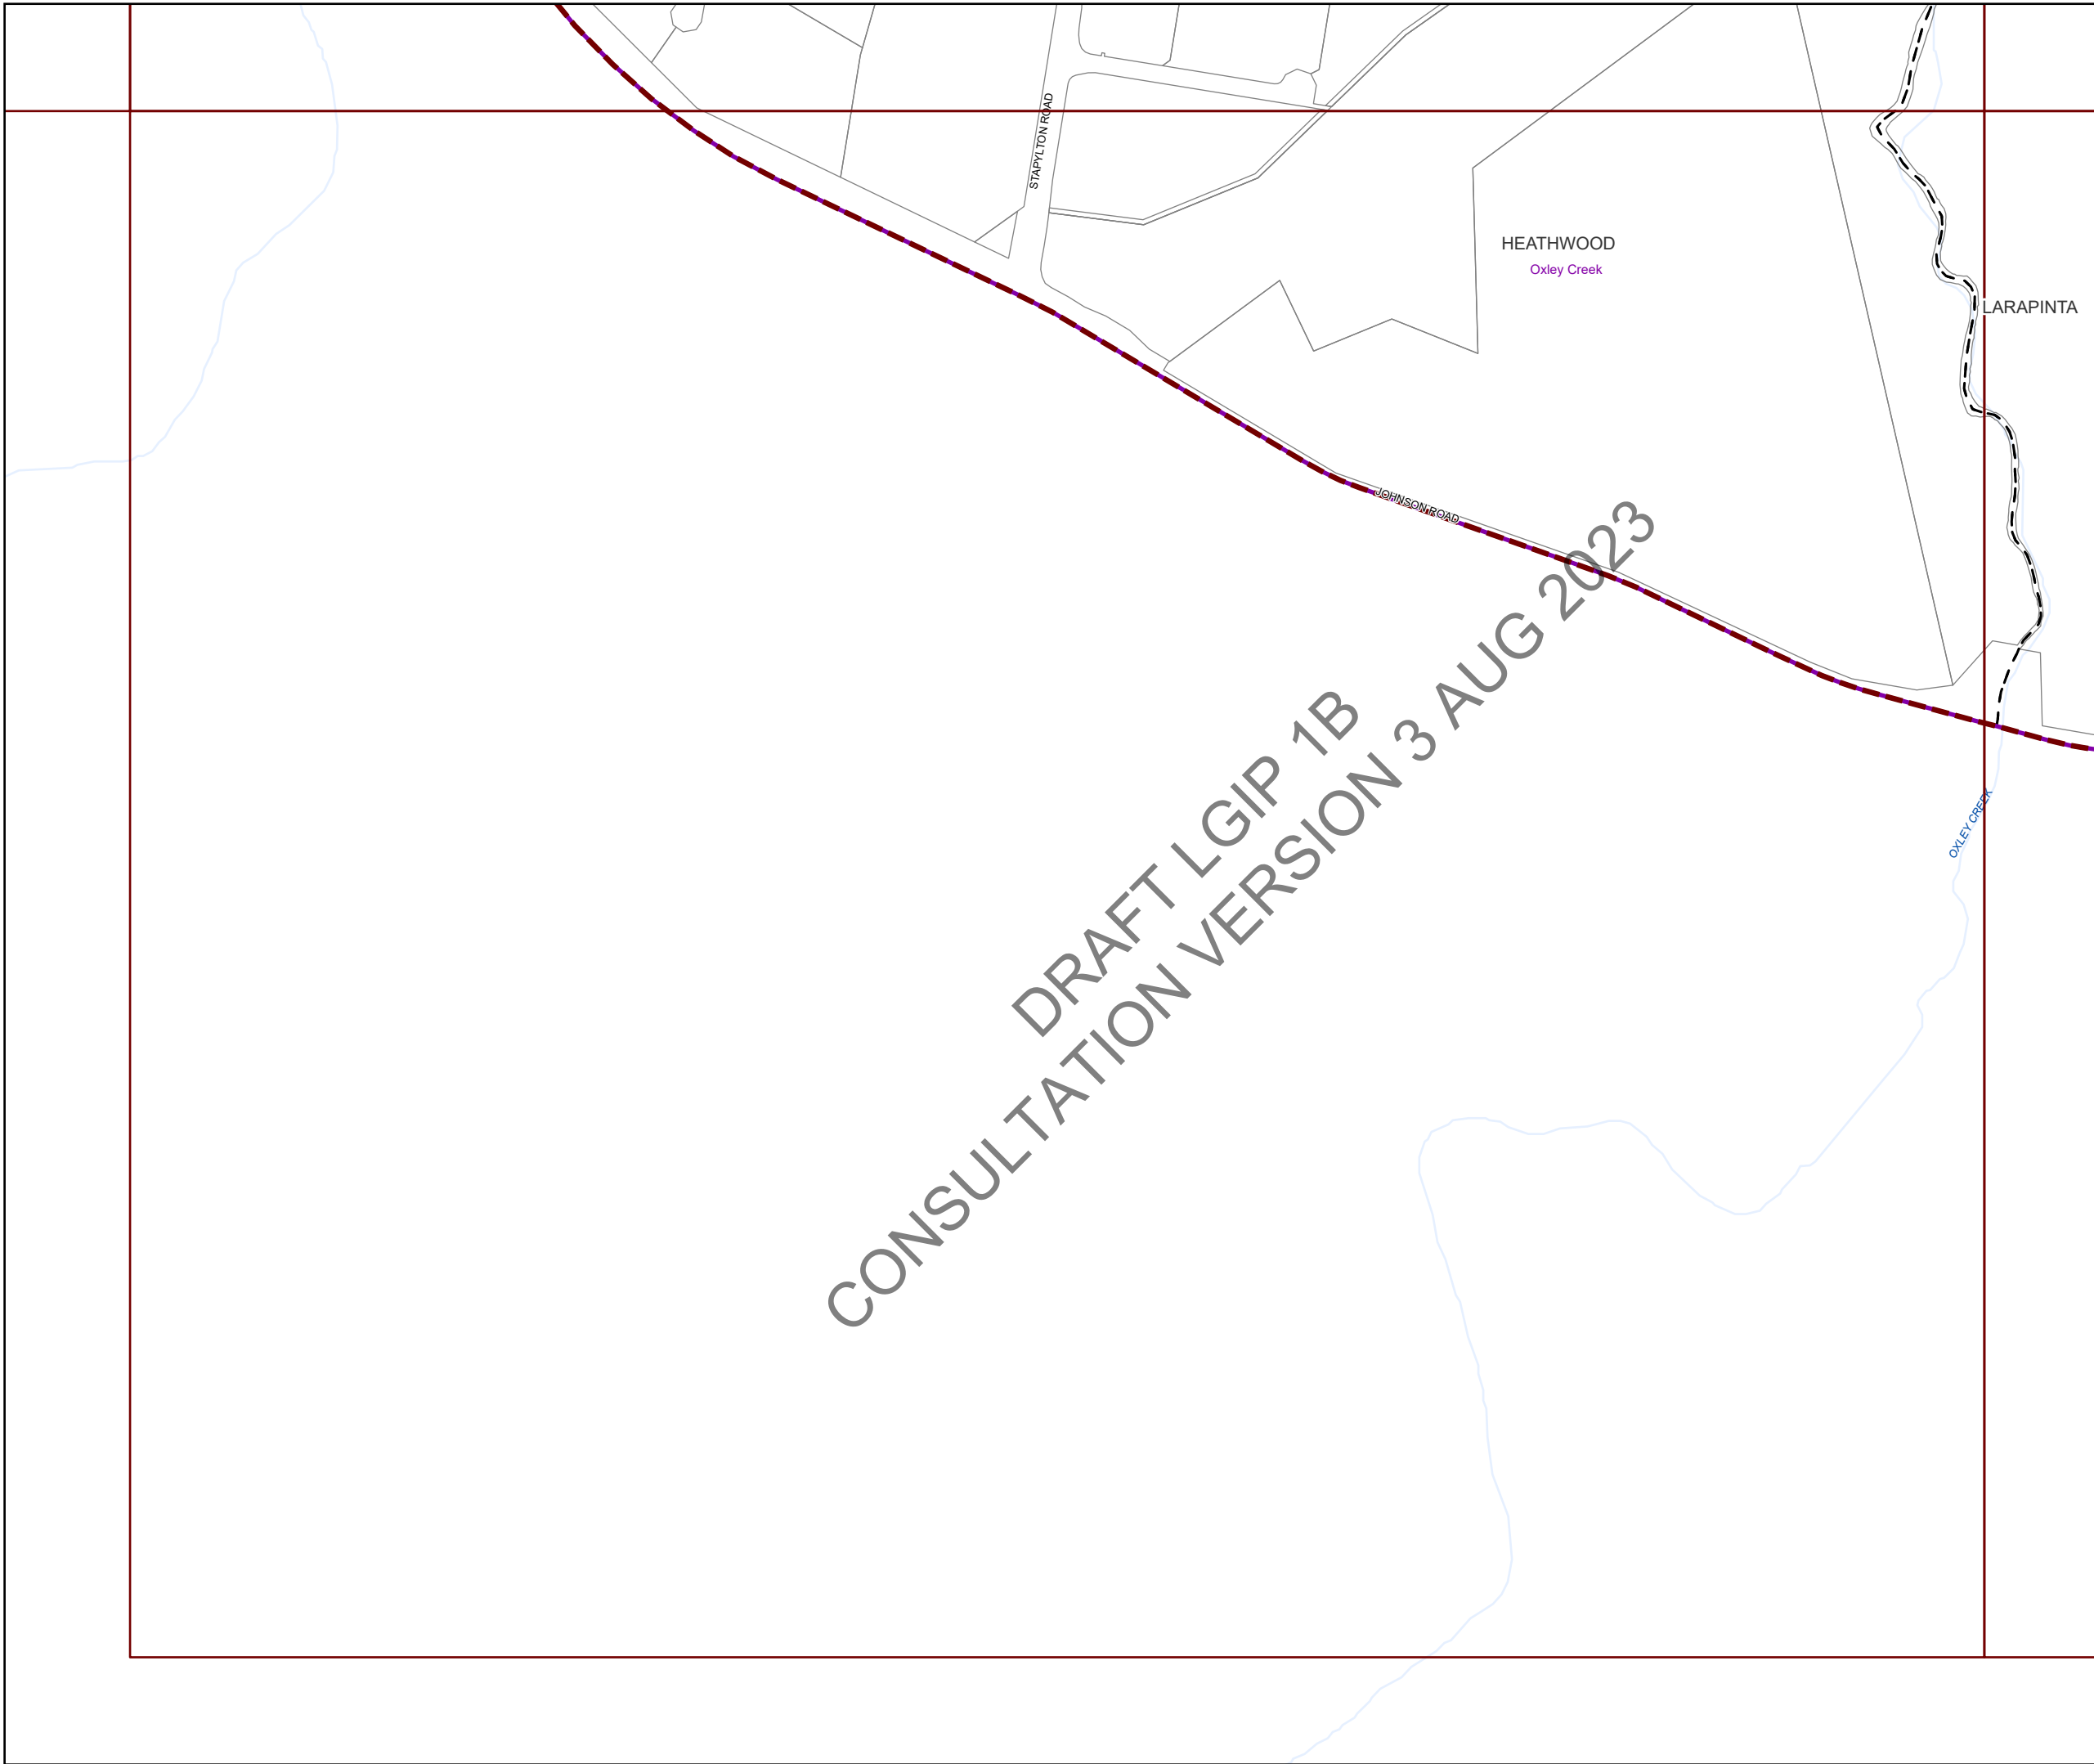 STAPYLTON ROAD
HEATHWOOD
Oxley Creek
LARAPINTA
JOHNSON ROAD
DRAFT LGIP 1B
CONSULTATION VERSION 3 AUG 2023
OXLEY CREEK